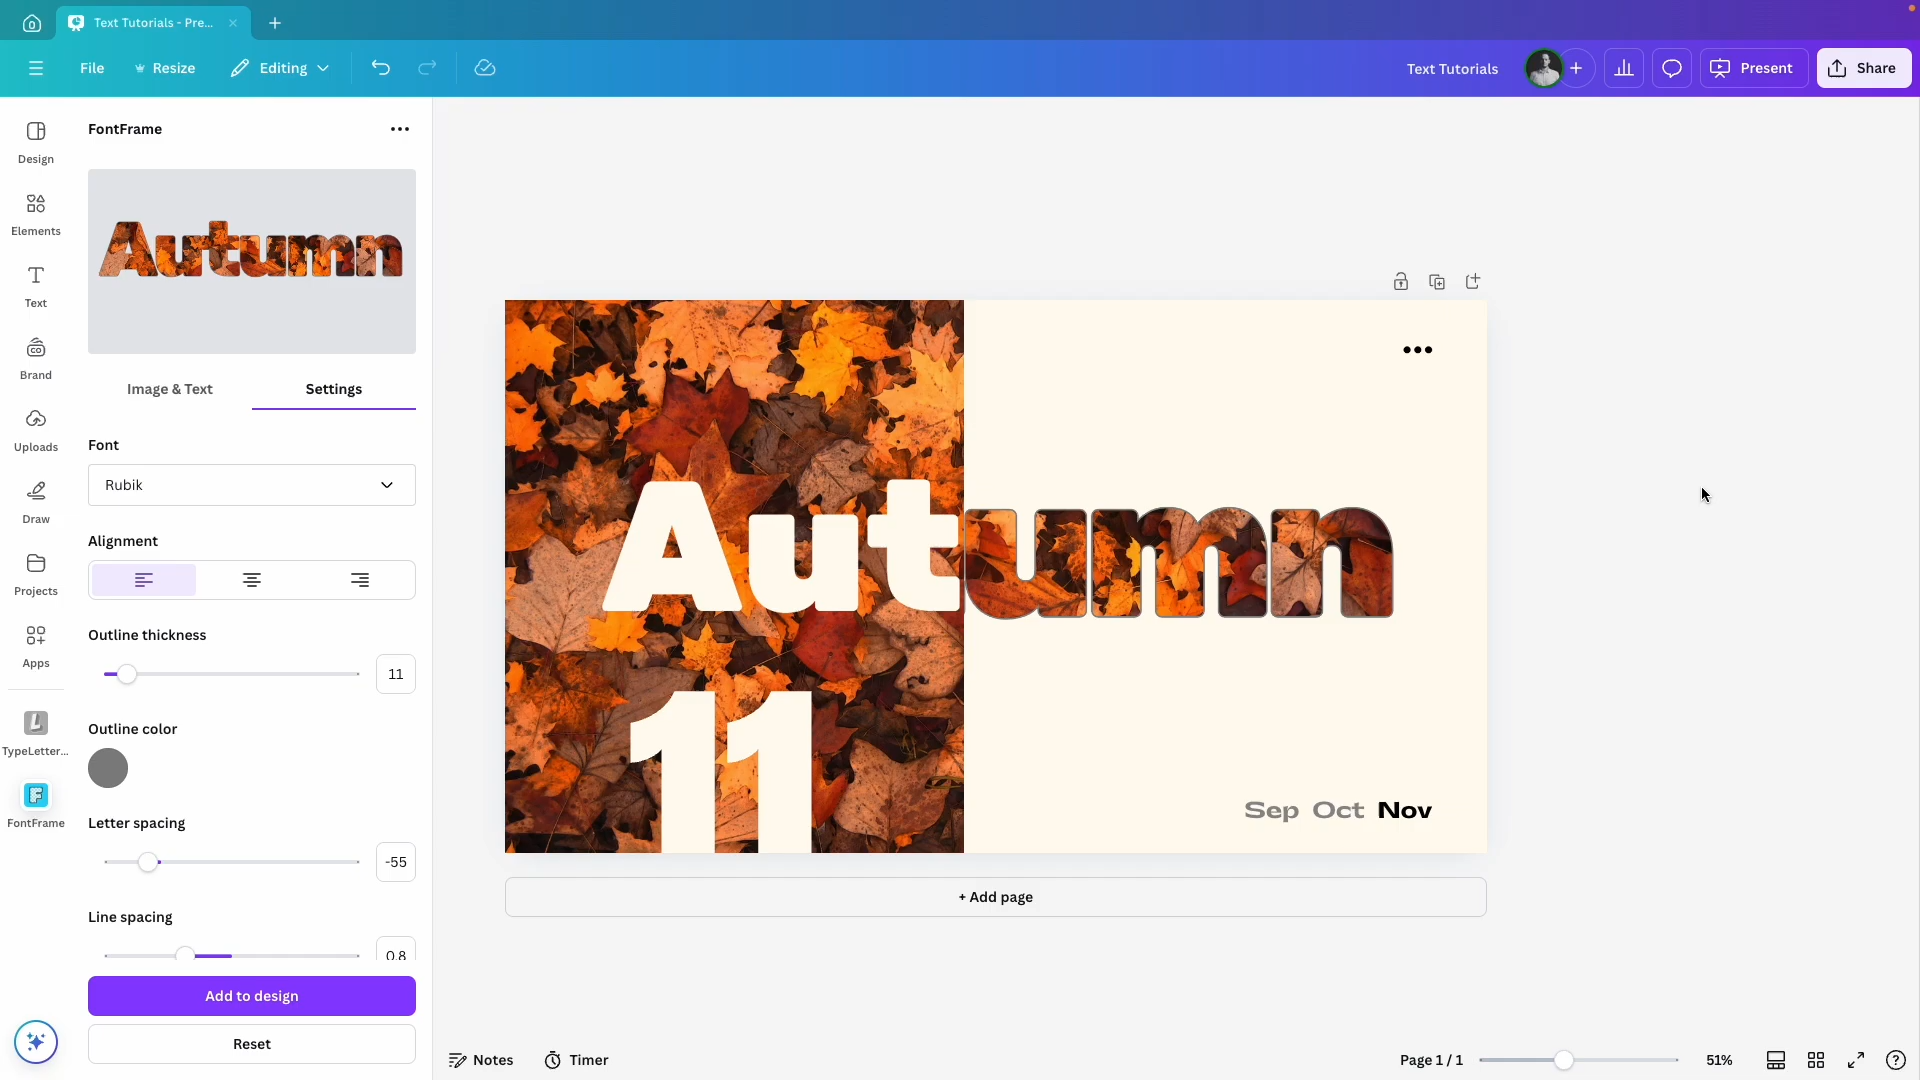 Text Tutorials - Pre...
File
Resize
Editing
Text Tutorials
Present
Share
Design
Elements
Text
Brand
Uploads
Draw
Projects
Apps
TypeLetter...
FontFrame
FontFrame
Autumn
Image & Text
Settings
Font
Rubik
Alignment
Outline thickness
11
Outline color
Letter spacing
-55
Line spacing
0.8
Add to design
Reset
Autumn
11
Sep Oct Nov
+ Add page
Notes
Timer
Page 1 / 1
51%